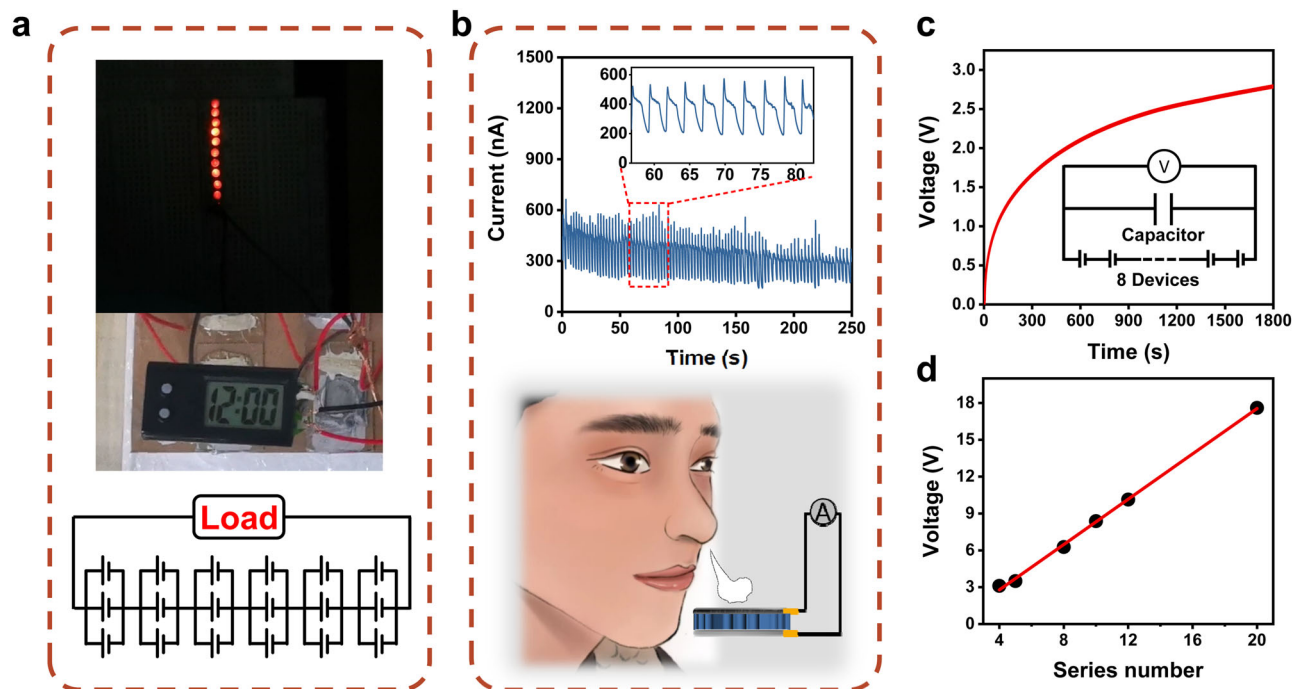 a
12:00
Load
b
Current (nA)
1500
1200
900
600
300
0
600
400
200
0
60 65 70 75 80
0 50 100 150 200 250
Time (s)
A
c
Voltage (V)
3.0
2.5
2.0
1.5
1.0
0.5
0.0
V
Capacitor
8 Devices
0 300 600 900 1200 1500 1800
Time (s)
d
Voltage (V)
18
15
12
9
6
3
4 8 12 16 20
Series number